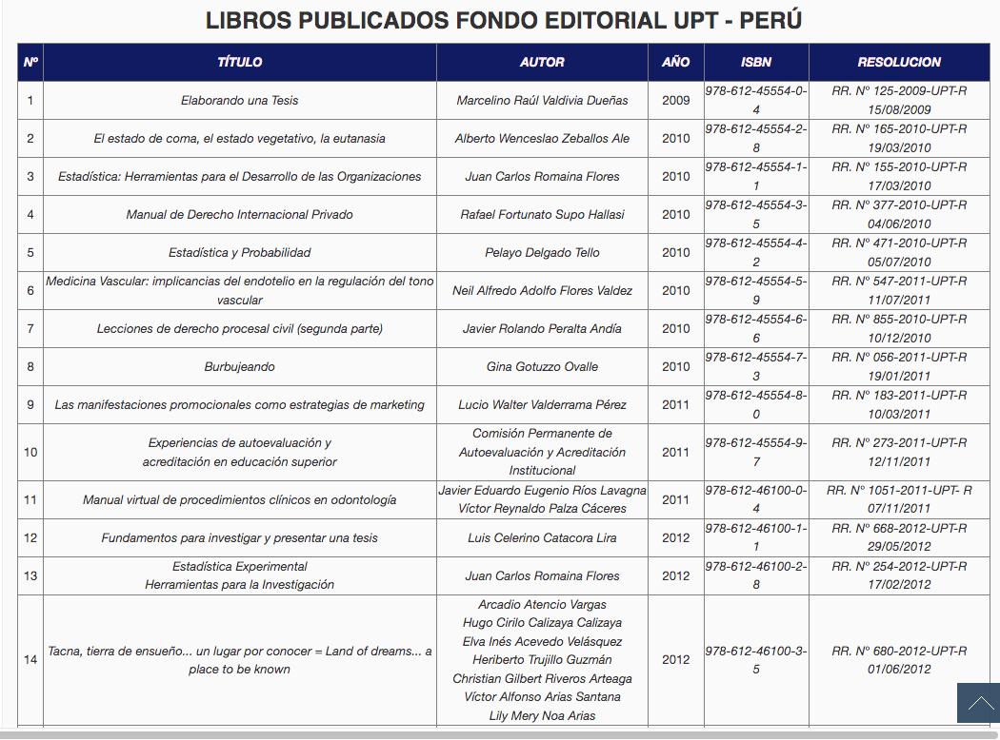 LIBROS PUBLICADOS FONDO EDITORIAL UPT - PERÚ
Nº TÍTULO AUTOR AÑO ISBN RESOLUCION
1 Elaborando una Tesis Marcelino Raúl Valdivia Dueñas 2009 978-612-45554-0-4 RR. Nº 125-2009-UPT-R 15/08/2009
2 El estado de coma, el estado vegetativo, la eutanasia Alberto Wenceslao Zeballos Ale 2010 978-612-45554-2-8 RR. Nº 165-2010-UPT-R 19/03/2010
3 Estadística: Herramientas para el Desarrollo de las Organizaciones Juan Carlos Romaina Flores 2010 978-612-45554-1-1 RR. Nº 155-2010-UPT-R 17/03/2010
4 Manual de Derecho Internacional Privado Rafael Fortunato Supo Hallasi 2010 978-612-45554-3-5 RR. Nº 377-2010-UPT-R 04/06/2010
5 Estadística y Probabilidad Pelayo Delgado Tello 2010 978-612-45554-4-2 RR. Nº 471-2010-UPT-R 05/07/2010
6 Medicina Vascular: implicancias del endotelio en la regulación del tono vascular Neil Alfredo Adolfo Flores Valdez 2010 978-612-45554-5-9 RR. Nº 547-2011-UPT-R 11/07/2011
7 Lecciones de derecho procesal civil (segunda parte) Javier Rolando Peralta Andía 2010 978-612-45554-6-6 RR. Nº 855-2010-UPT-R 10/12/2010
8 Burbujeando Gina Gotuzzo Ovalle 2010 978-612-45554-7-3 RR. Nº 056-2011-UPT-R 19/01/2011
9 Las manifestaciones promocionales como estrategias de marketing Lucio Walter Valderrama Pérez 2011 978-612-45554-8-0 RR. Nº 183-2011-UPT-R 10/03/2011
10 Experiencias de autoevaluación y acreditación en educación superior Comisión Permanente de Autoevaluación y Acreditación Institucional 2011 978-612-45554-9-7 RR. Nº 273-2011-UPT-R 12/11/2011
11 Manual virtual de procedimientos clínicos en odontología Javier Eduardo Eugenio Ríos Lavagna Víctor Reynaldo Palza Cáceres 2011 978-612-46100-0-4 RR. Nº 1051-2011-UPT- R 07/11/2011
12 Fundamentos para investigar y presentar una tesis Luis Celerino Catacora Lira 2012 978-612-46100-1-1 RR. Nº 668-2012-UPT-R 29/05/2012
13 Estadística Experimental Herramientas para la Investigación Juan Carlos Romaina Flores 2012 978-612-46100-2-8 RR. Nº 254-2012-UPT-R 17/02/2012
14 Tacna, tierra de ensueño... un lugar por conocer = Land of dreams... a place to be known Arcadio Atencio Vargas
Hugo Cirilo Calizaya Calizaya
Elva Inés Acevedo Velásquez
Heriberto Trujillo Guzmán
Christian Gilbert Riveros Arteaga
Víctor Alfonso Arias Santana
Lily Mery Noa Arias
2012 978-612-46100-3-5 RR. Nº 680-2012-UPT-R 01/06/2012